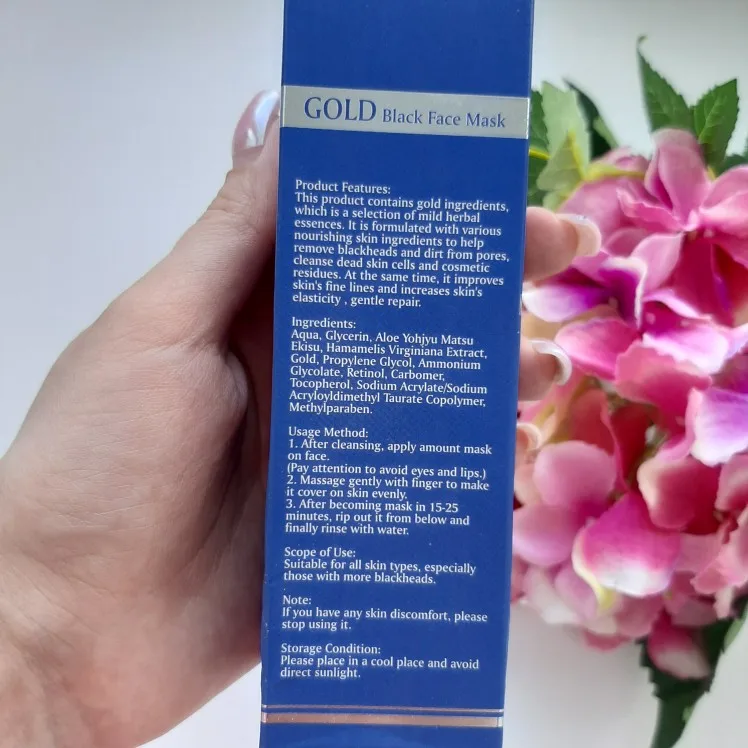 GOLD Black Face Mask
Product Features:
This product contains gold ingredients,
which is a selection of mild herbal
essences. It is formulated with various
nourishing skin ingredients to help
remove blackheads and dirt from pores,
cleanse dead skin cells and cosmetic
residues. At the same time, it improves
skin's fine lines and increases skin's
elasticity , gentle repair.
Ingredients:
Aqua, Glycerin, Aloe Yohjyu Matsu
Ekisu, Hamamelis Virginiana Extract,
Gold, Propylene Glycol, Ammonium
Glycolate, Retinol, Carbomer,
Tocopherol, Sodium Acrylate/Sodium
Acryloyldimethyl Taurate Copolymer,
Methylparaben.
Usage Method:
1. After cleansing, apply amount mask
on face.
(Pay attention to avoid eyes and lips.)
2. Massage gently with finger to make
it cover on skin evenly.
3. After becoming mask in 15-25
minutes, rip out it from below and
finally rinse with water.
Scope of Use:
Suitable for all skin types, especially
those with more blackheads.
Note:
If you have any skin discomfort, please
stop using it.
Storage Condition:
Please place in a cool place and avoid
direct sunlight.